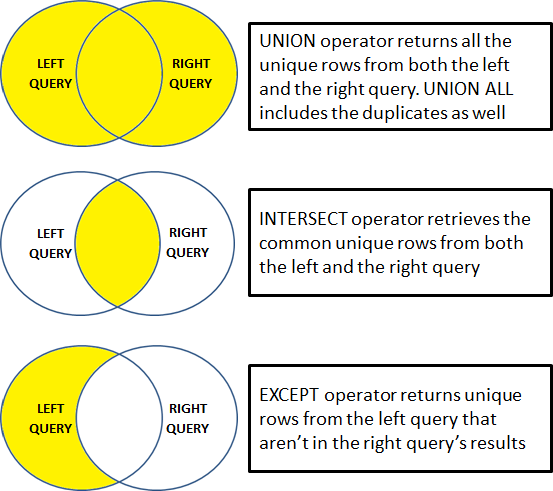 LEFT
QUERY
RIGHT
QUERY
UNION operator returns all the
unique rows from both the left
and the right query. UNION ALL
includes the duplicates as well
LEFT
QUERY
RIGHT
QUERY
INTERSECT operator retrieves the
common unique rows from both
the left and the right query
LEFT
QUERY
RIGHT
QUERY
EXCEPT operator returns unique
rows from the left query that
aren’t in the right query’s results